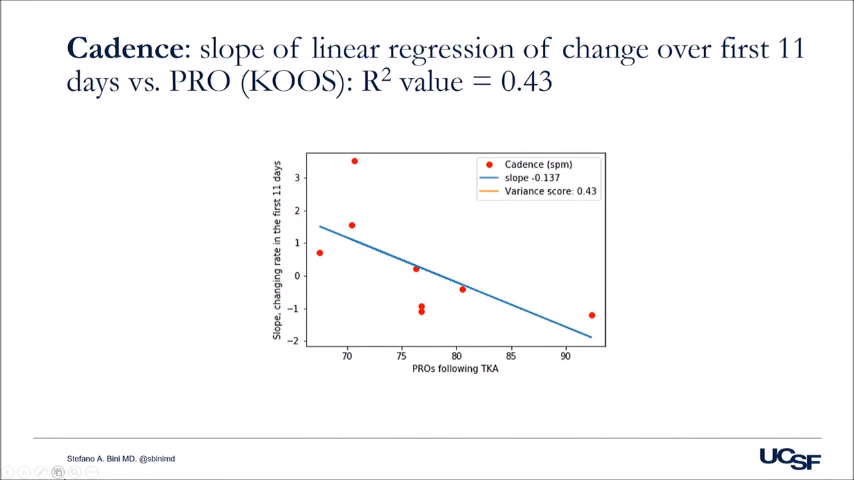 Cadence: slope of linear regression of change over first 11
days vs. PRO (KOOS): R² value = 0.43
Cadence (spm)
slope -0.137
Variance score: 0.43
Slope, changing rate in the first 11 days
3
2
1
0
−1
−2
70 75 80 85 90
PROs following TKA
Stefano A. Bini MD. @sbinimd
UCSF